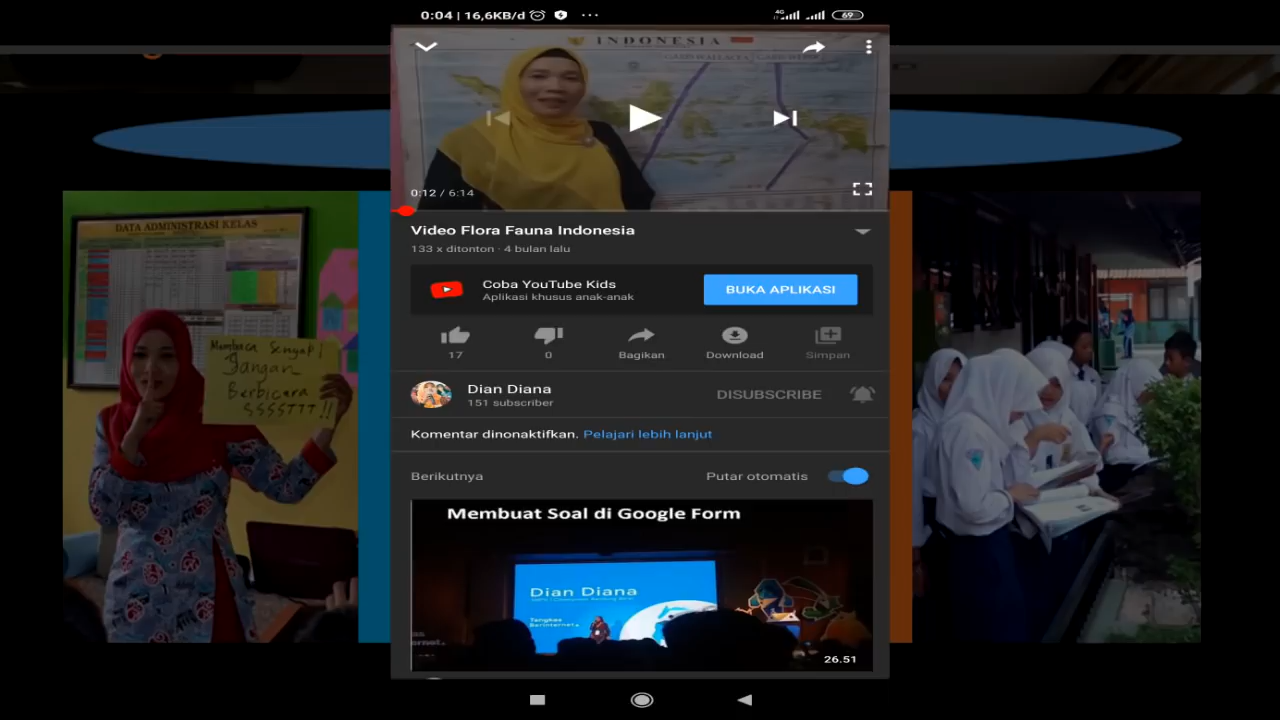 0:04 | 16,6KB/d
4G
69
INDONESIA
0:12 / 6:14
Video Flora Fauna Indonesia
133 x ditonton · 4 bulan lalu
Coba YouTube Kids
Aplikasi khusus anak-anak
BUKA APLIKASI
17
0
Bagikan
Download
Simpan
Dian Diana
151 subscriber
DISUBSCRIBE
Komentar dinonaktifkan. Pelajari lebih lanjut
Berikutnya
Putar otomatis
Membuat Soal di Google Form
Dian Diana
Tangkas
Berinternet
26.51
DATA ADMINISTRASI KELAS
Membaca Senyap!
Jangan
Berbicara
SSSSTTT!!